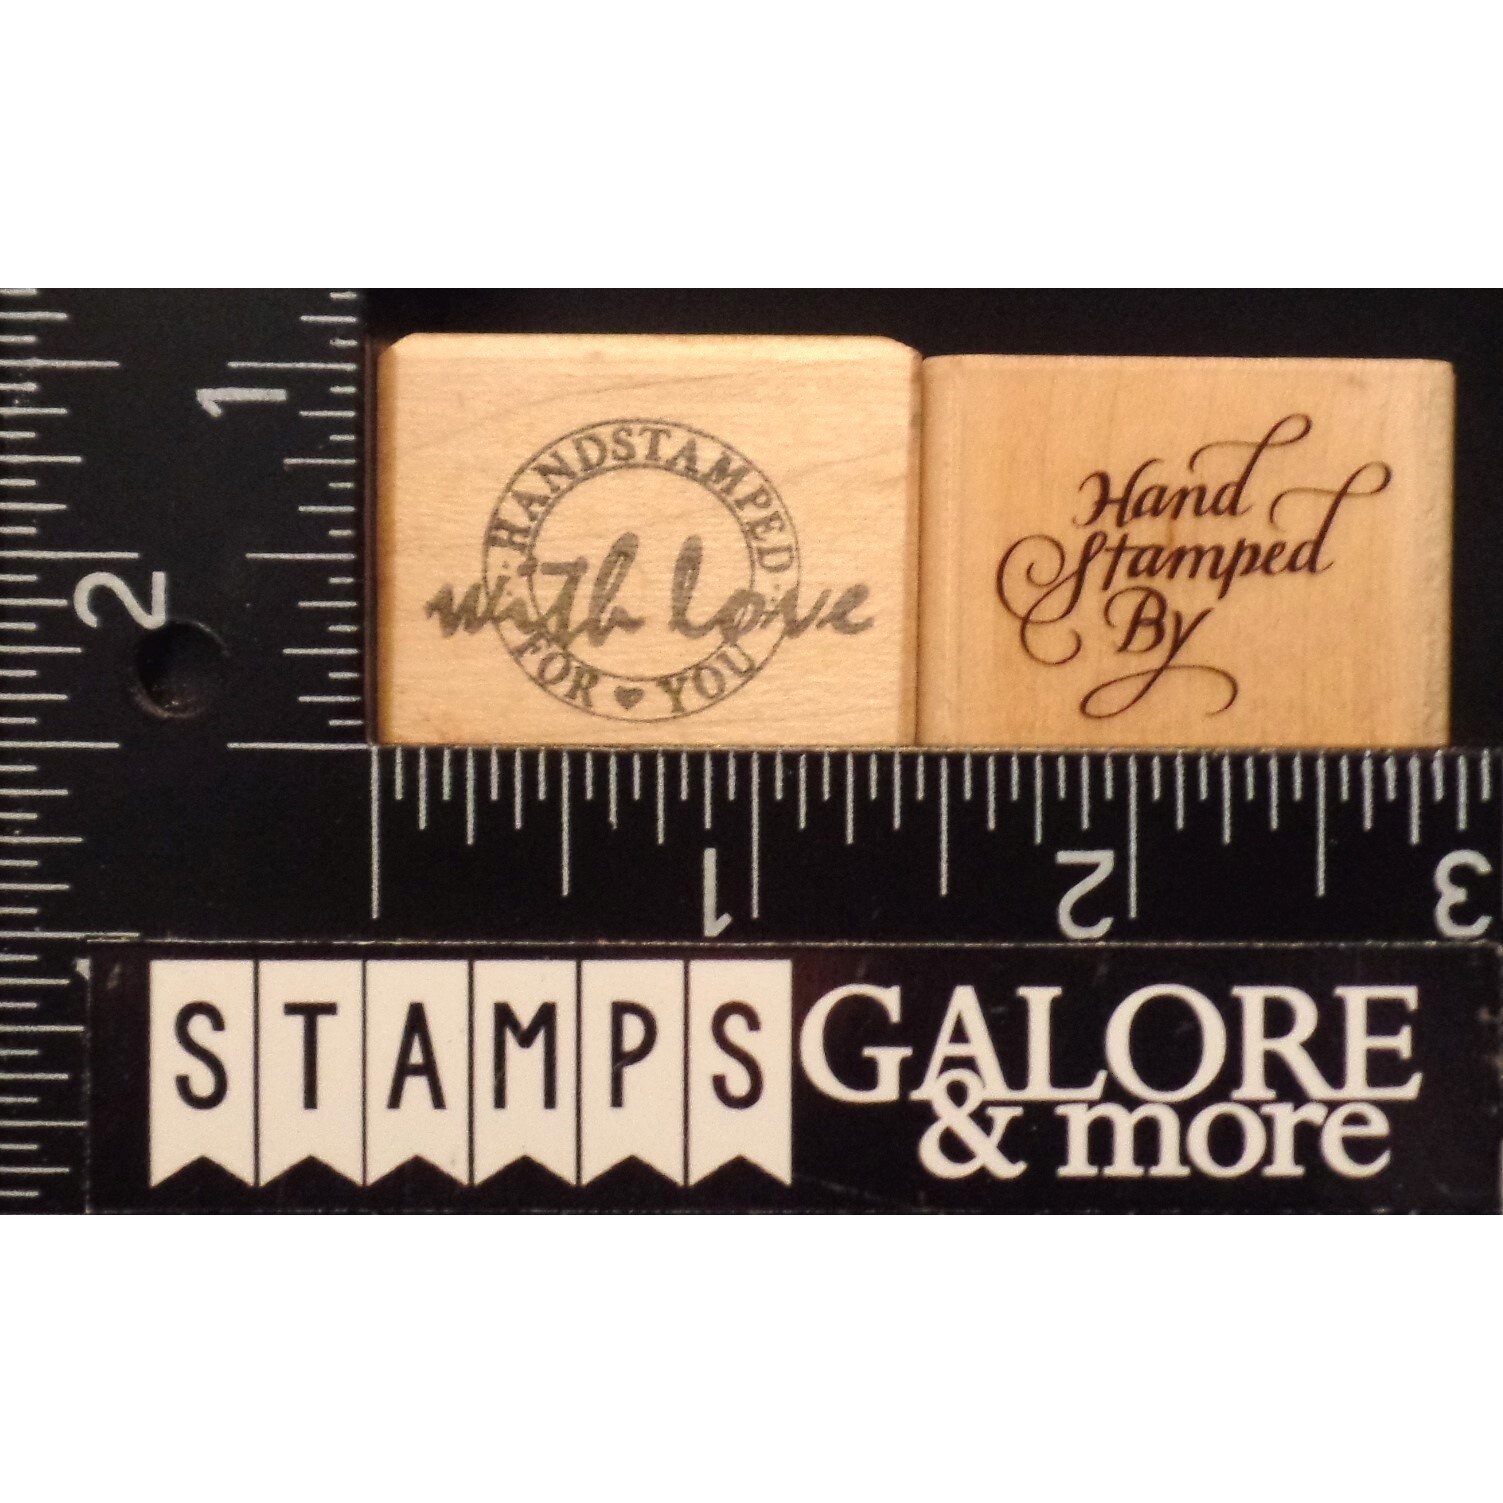 1
2
HANDSTAMPED
with love
FOR ♥ YOU
Hand
Stamped
By
1 2 3
STAMPS GALORE
& more